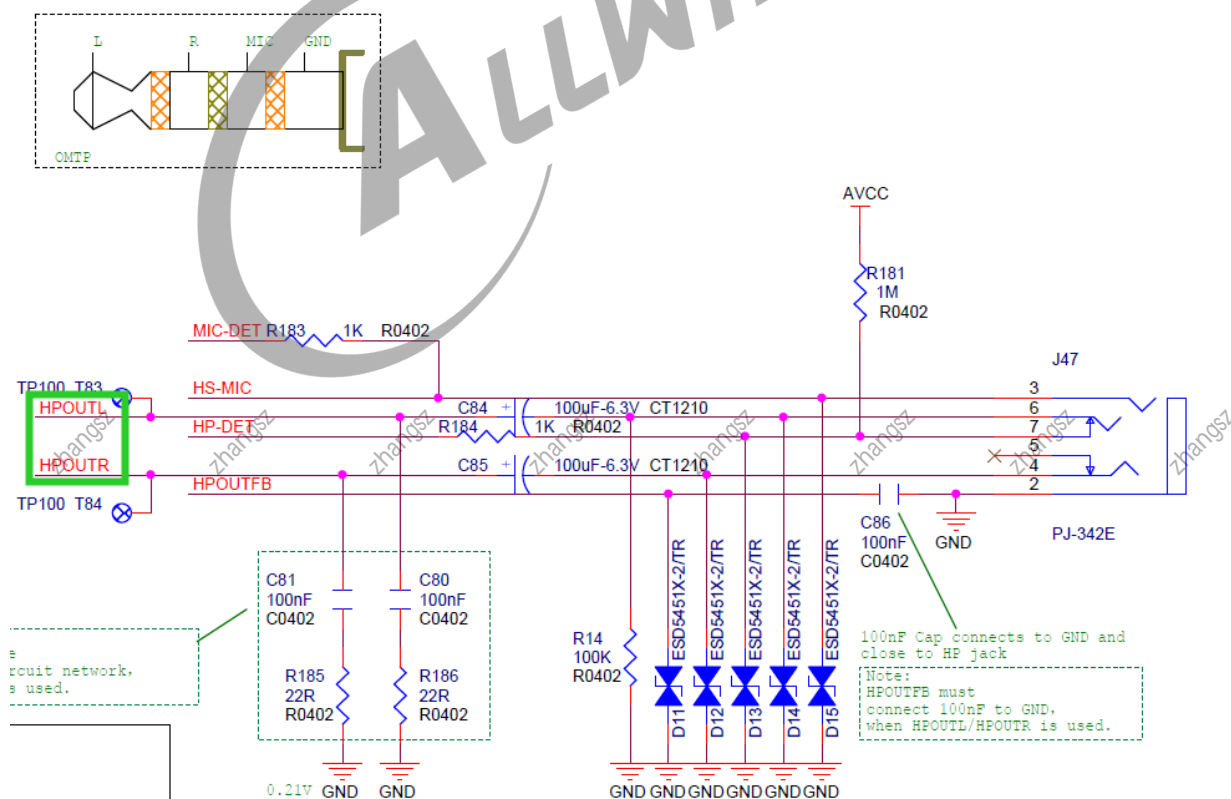 ALLWI
L R MIC GND
OMTP
AVCC
R181
1M
R0402
MIC-DET R183 1K R0402
J47
TP100 T83
HS-MIC
3
HPOUTL
C84 + 100uF-6.3V CT1210
6
HP-DET
R184 1K R0402
7
5
HPOUTR
C85 + 100uF-6.3V CT1210
4
HPOUTFB
2
TP100 T84
zhangsz zhangsz zhangsz zhangsz zhangsz zhangsz zhangsz
C86
100nF
C0402
GND
PJ-342E
C81
100nF
C0402
C80
100nF
C0402
R185
22R
R0402
R186
22R
R0402
R14
100K
R0402
ESD5451X-2/TR
ESD5451X-2/TR
ESD5451X-2/TR
ESD5451X-2/TR
ESD5451X-2/TR
D11
D12
D13
D14
D15
100nF Cap connects to GND and
close to HP jack
Note:
HPOUTFB must
connect 100nF to GND,
when HPOUTL/HPOUTR is used.
e
rcuit network,
s used.
0.21V GND GND
GND GND GND GND GND GND